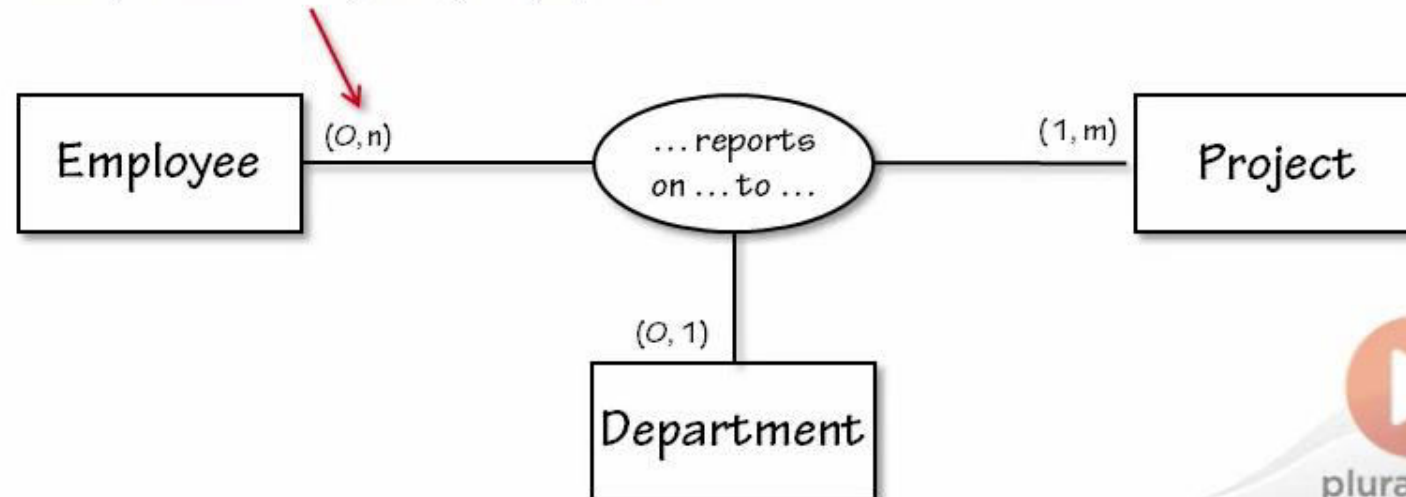 (0,n)
... reports
on ... to ...
(1,m)
Employee
Project
(0,1)
Department
plura